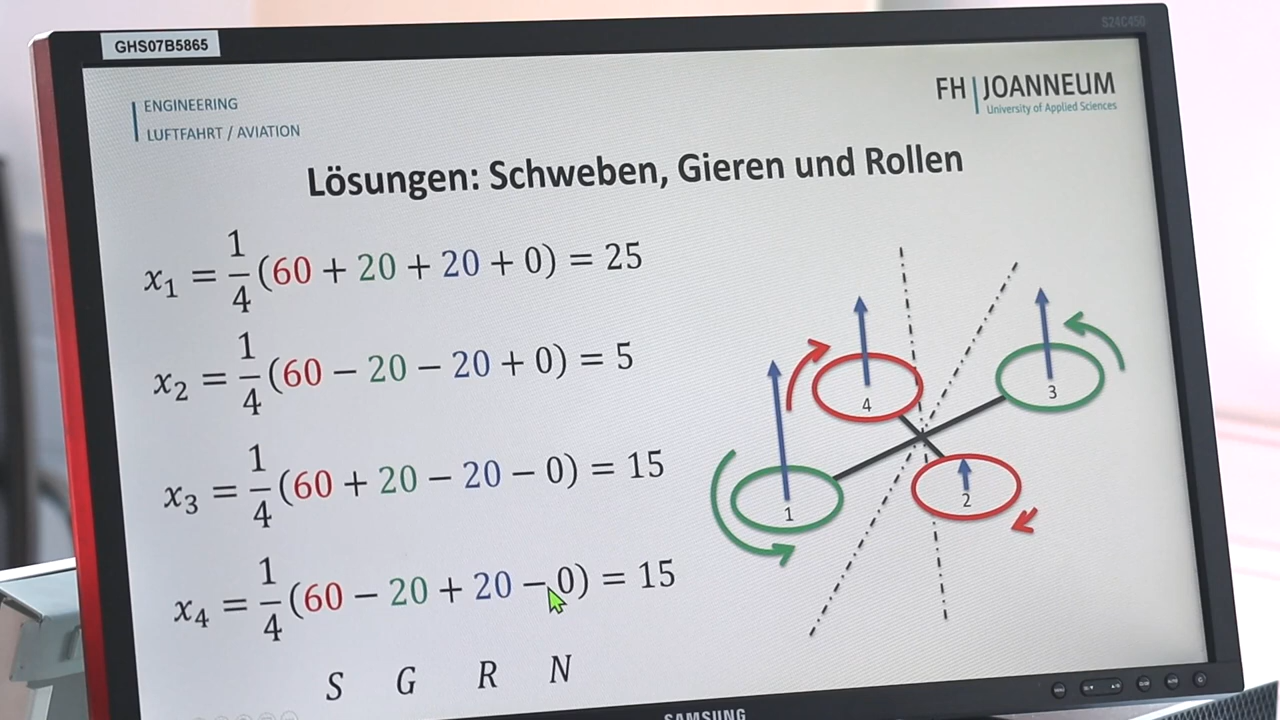 S24C450
GHS07B5865
ENGINEERING
LUFTFAHRT / AVIATION
FH | JOANNEUM
University of Applied Sciences
Lösungen: Schweben, Gieren und Rollen
x₁ = 1/4 (60 + 20 + 20 + 0) = 25
x₂ = 1/4 (60 − 20 − 20 + 0) = 5
x₃ = 1/4 (60 + 20 − 20 − 0) = 15
x₄ = 1/4 (60 − 20 + 20 − 0) = 15
S G R N
4
3
1
2
SAMSUNG